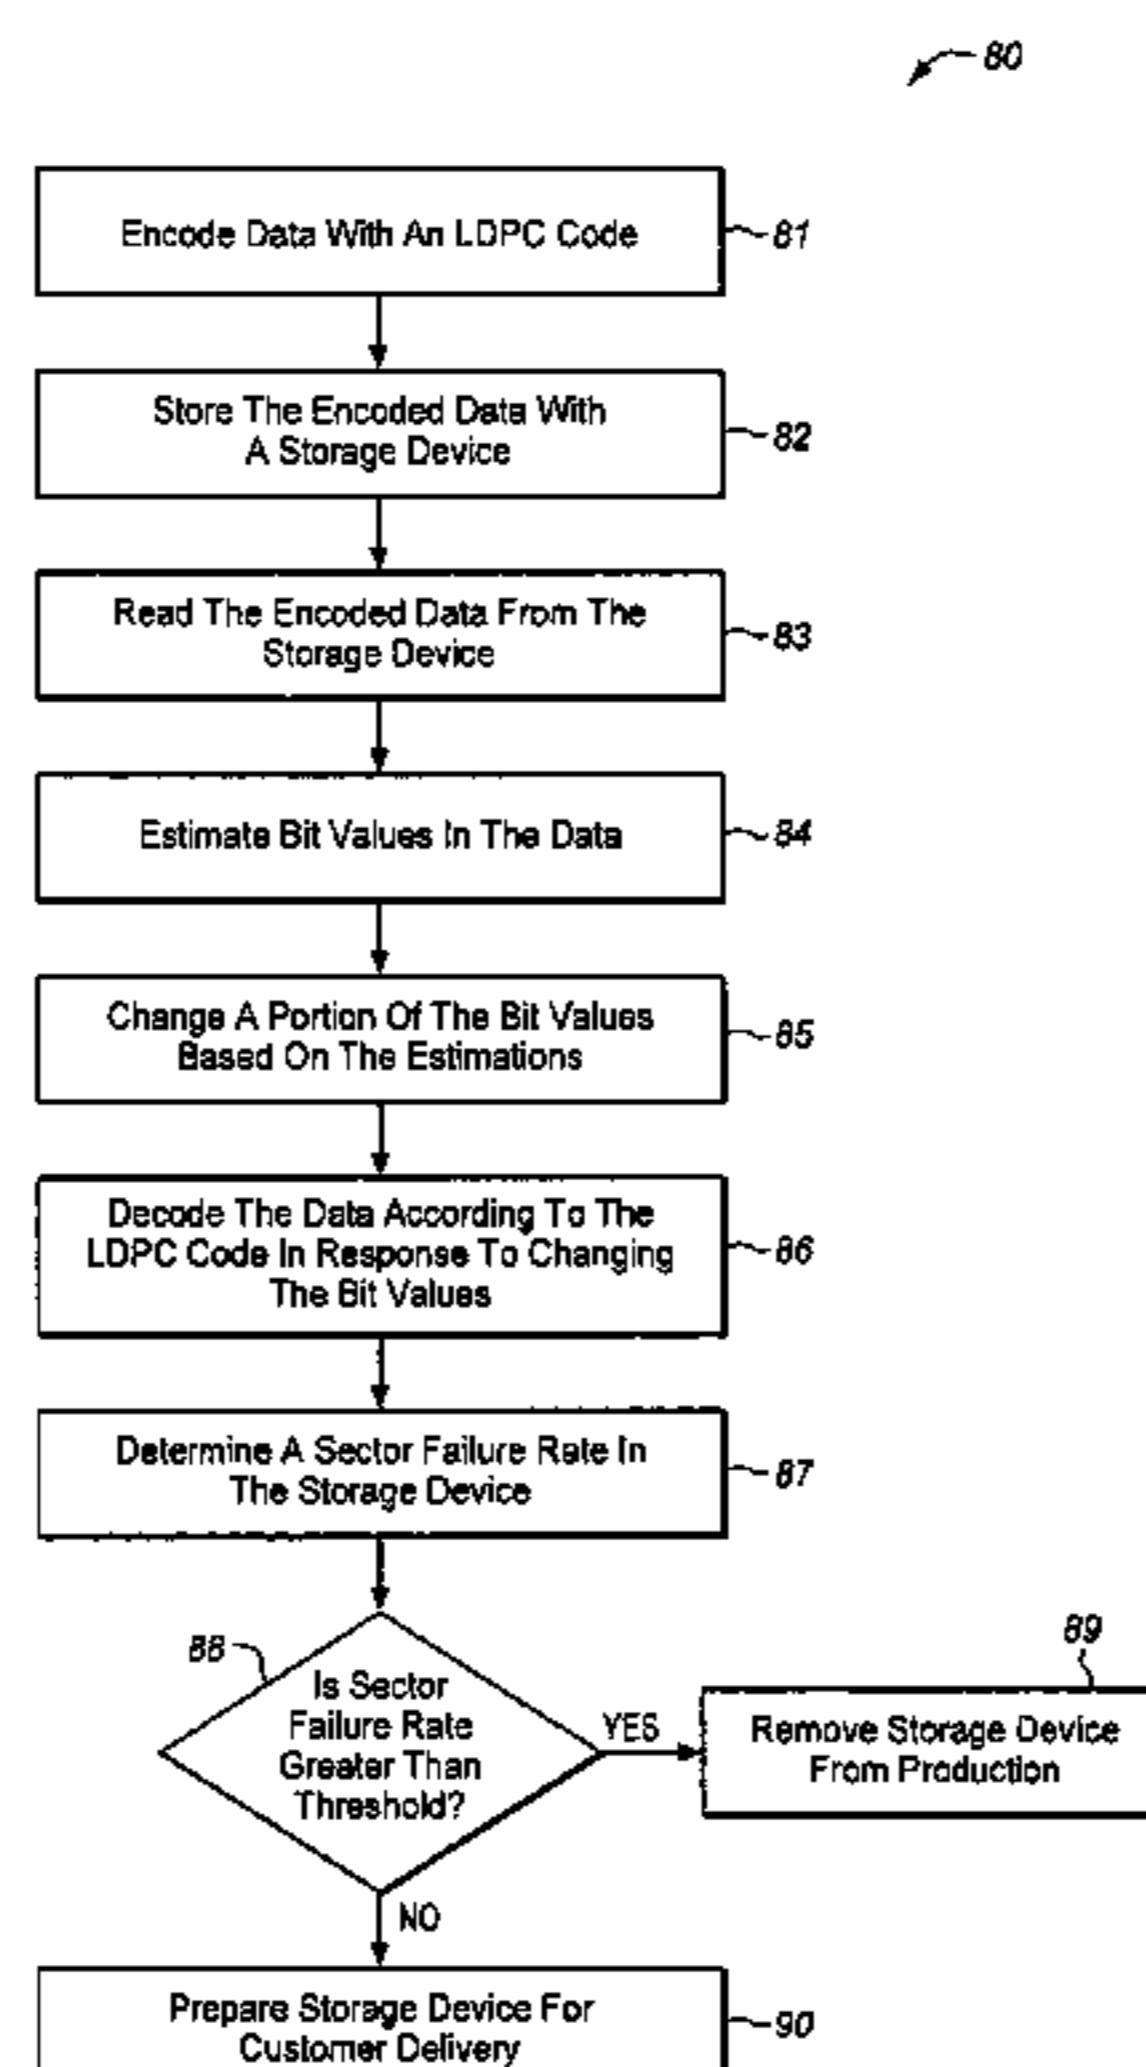 80
Encode Data With An LDPC Code
81
Store The Encoded Data With
A Storage Device
82
Read The Encoded Data From The
Storage Device
83
Estimate Bit Values In The Data
84
Change A Portion Of The Bit Values
Based On The Estimations
85
Decode The Data According To The
LDPC Code In Response To Changing
The Bit Values
86
Determine A Sector Failure Rate In
The Storage Device
87
88
Is Sector
Failure Rate
Greater Than
Threshold?
YES
89
Remove Storage Device
From Production
NO
Prepare Storage Device For
Customer Delivery
90